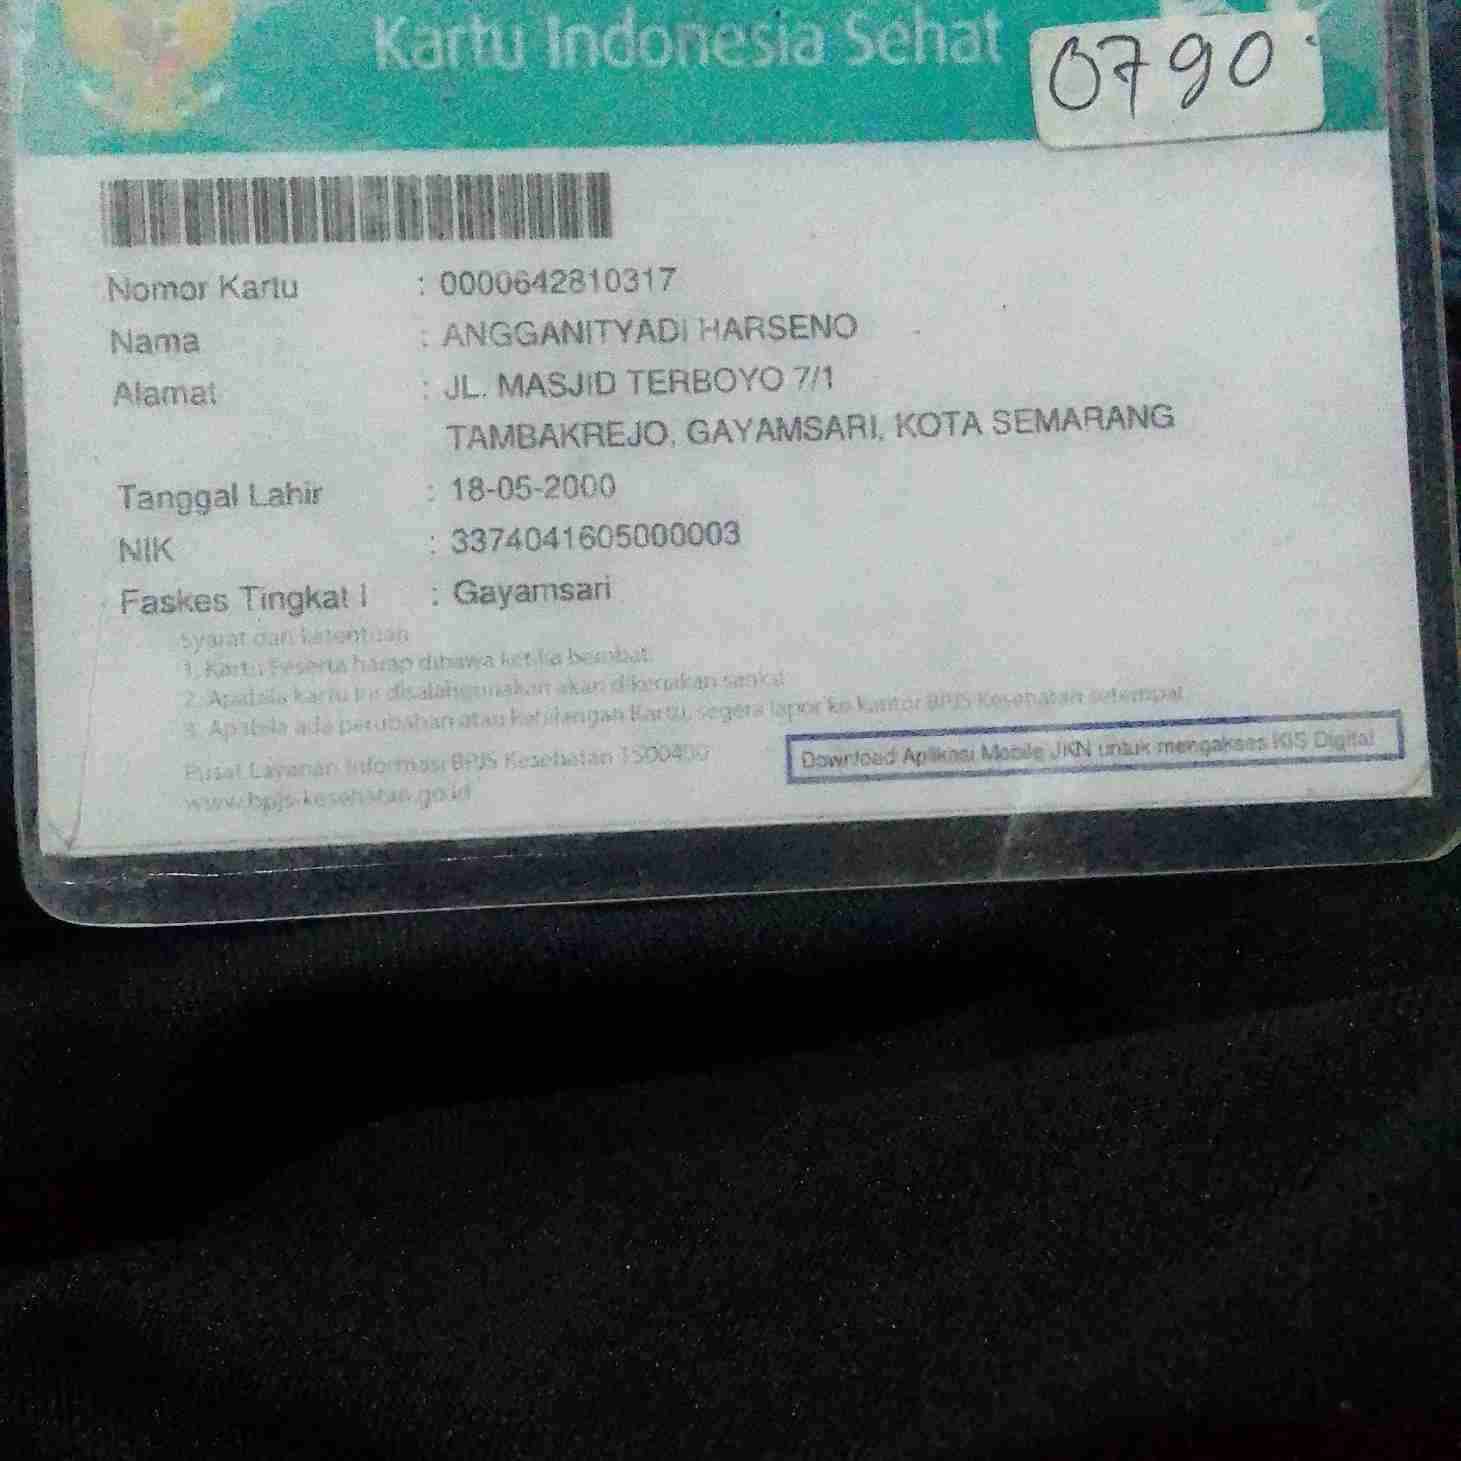 Kartu Indonesia Sehat
0790
Nomor Kartu : 0000642810317
Nama : ANGGANITYADI HARSENO
Alamat : JL. MASJID TERBOYO 7/1
TAMBAKREJO, GAYAMSARI, KOTA SEMARANG
Tanggal Lahir : 18-05-2000
NIK : 3374041605000003
Faskes Tingkat I : Gayamsari
Syarat dan Ketentuan
1. Kartu Peserta harap dibawa ketika berobat
2. Apabila kartu ini disalahgunakan akan dikenakan sanksi
3. Apabila ada perubahan atau kehilangan Kartu, segera lapor ke kantor BPJS Kesehatan setempat
Pusat Layanan Informasi BPJS Kesehatan 1500400
www.bpjs-kesehatan.go.id
Download Aplikasi Mobile JKN untuk mengakses KIS Digital